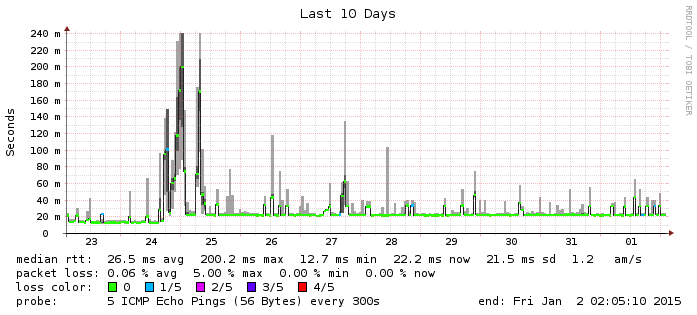 Last 10 Days
RRDTOOL / TOBI OETIKER
Seconds
240 m
220 m
200 m
180 m
160 m
140 m
120 m
100 m
80 m
60 m
40 m
20 m
0
23 24 25 26 27 28 29 30 31 01
median rtt: 26.5 ms avg 200.2 ms max 12.7 ms min 22.2 ms now 21.5 ms sd 1.2 am/s
packet loss: 0.06 % avg 5.00 % max 0.00 % min 0.00 % now
loss color: 0 1/5 2/5 3/5 4/5
probe: 5 ICMP Echo Pings (56 Bytes) every 300s end: Fri Jan 2 02:05:10 2015